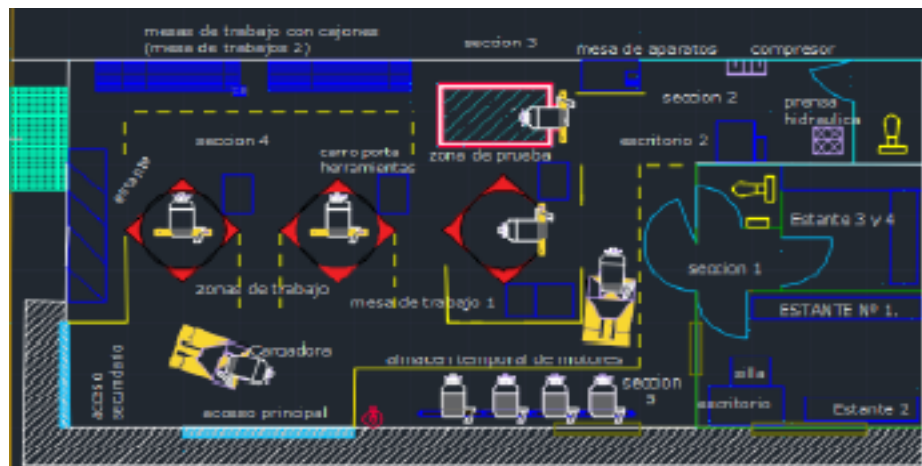 mesas de trabajo con cajones
(mesa de trabajos 2)
seccion 3
mesa de aparatos
compresor
seccion 2
prensa
hidraulica
seccion 4
escritorio 2
carro porta
herramientas
zona de prueba
estante
Estante 3 y 4
seccion 1
zonas de trabajo
mesa de trabajo 1
ESTANTE Nº 1.
almacen temporal de motores
acceso
secundario
seccion
silla
escritorio
Estante 2
acceso principal